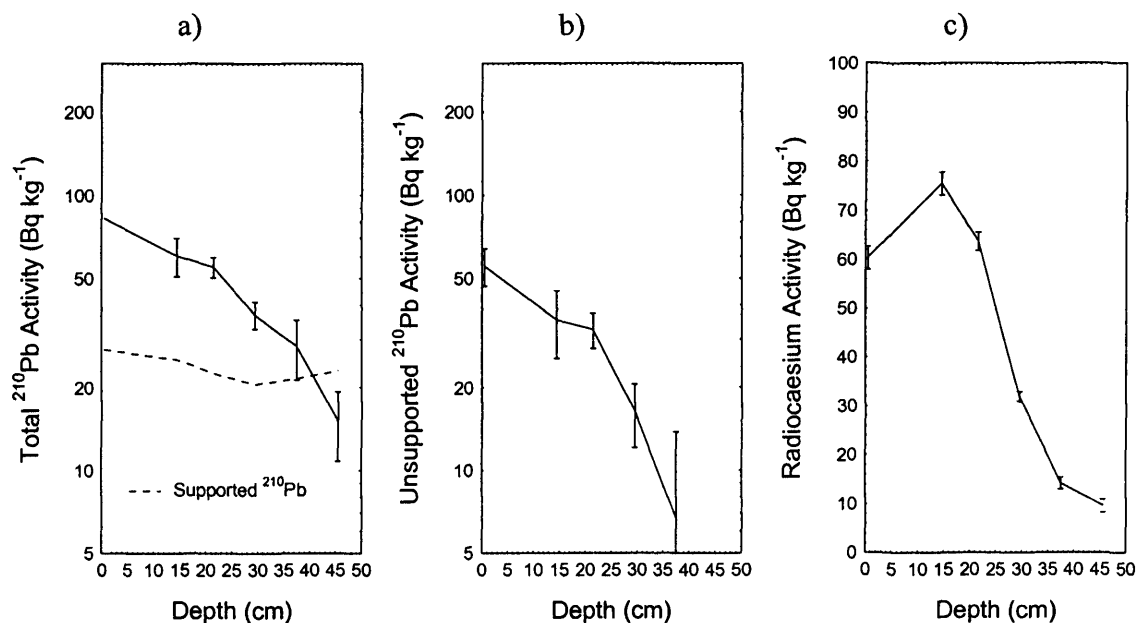 a)
Total ²¹⁰Pb Activity (Bq kg⁻¹)
200
100
50
20
10
5
--- Supported ²¹⁰Pb
0 5 10 15 20 25 30 35 40 45 50
Depth (cm)
b)
Unsupported ²¹⁰Pb Activity (Bq kg⁻¹)
200
100
50
20
10
5
0 5 10 15 20 25 30 35 40 45 50
Depth (cm)
c)
Radiocaesium Activity (Bq kg⁻¹)
100
90
80
70
60
50
40
30
20
10
0
0 5 10 15 20 25 30 35 40 45 50
Depth (cm)